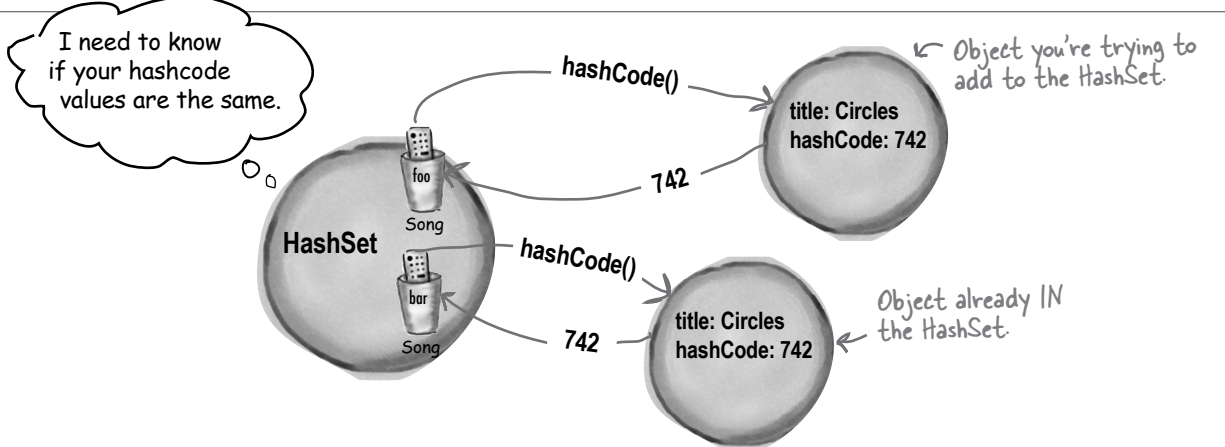 I need to know
if your hashcode
values are the same.
hashCode()
Object you're trying to
add to the HashSet.
title: Circles
hashCode: 742
foo
742
Song
HashSet
hashCode()
bar
742
Song
title: Circles
hashCode: 742
Object already IN
the HashSet.